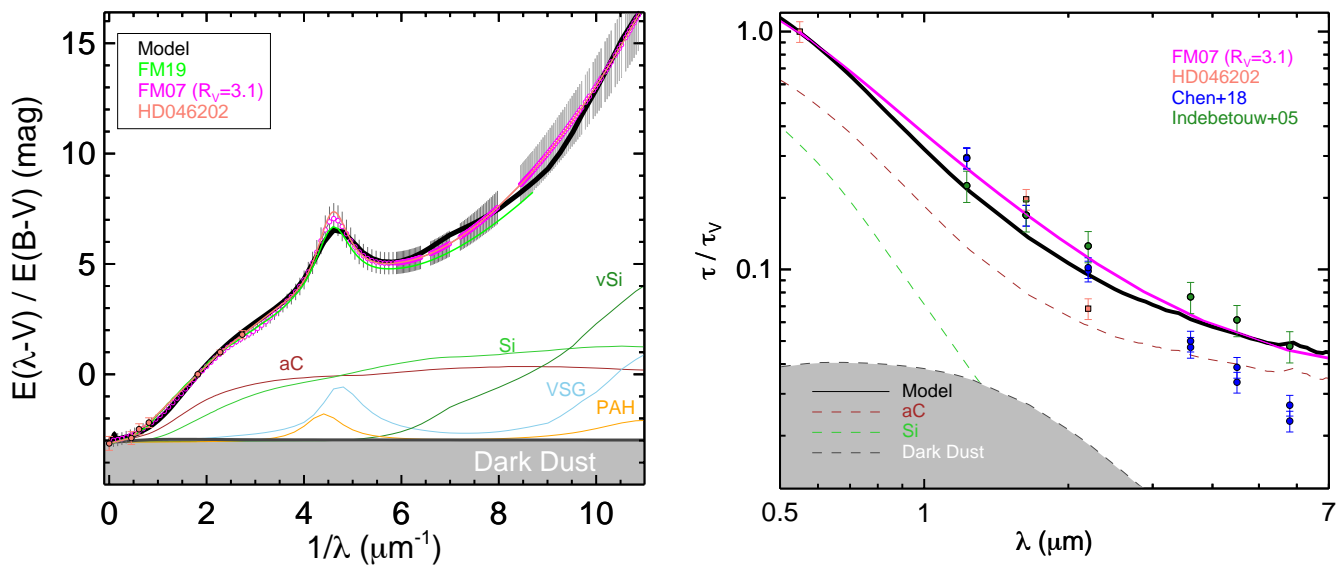 E(λ-V) / E(B-V) (mag)
15
10
5
0
Model
FM19
FM07 (R_V=3.1)
HD046202
vSi
Si
aC
VSG
PAH
Dark Dust
0 2 4 6 8 10
1/λ (μm⁻¹)
τ / τ_V
1.0
0.1
FM07 (R_V=3.1)
HD046202
Chen+18
Indebetouw+05
Model
aC
Si
Dark Dust
0.5 1 7
λ (μm)